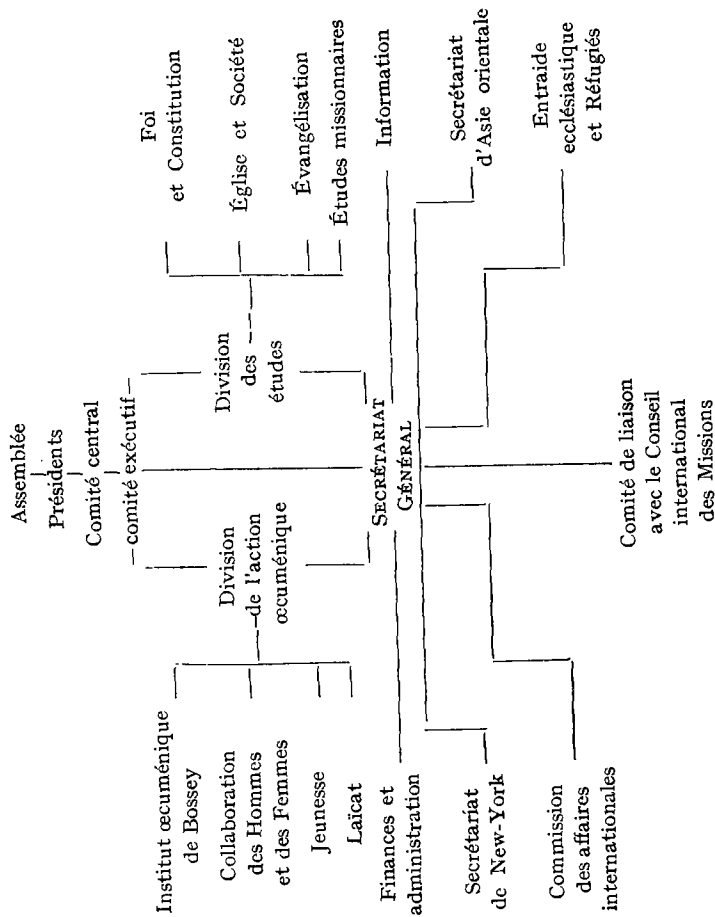 Assemblée
Présidents
Comité central
comité exécutif
Division
de l'action
œcuménique
Division
des
études
Institut œcuménique
de Bossey
Collaboration
des Hommes
et des Femmes
Jeunesse
Laïcat
Foi
et Constitution
Église et Société
Évangélisation
Études missionnaires
SECRÉTARIAT
GÉNÉRAL
Finances et
administration
Information
Secrétariat
de New-York
Secrétariat
d'Asie orientale
Commission
des affaires
internationales
Entraide
ecclésiastique
et Réfugiés
Comité de liaison
avec le Conseil
international
des Missions